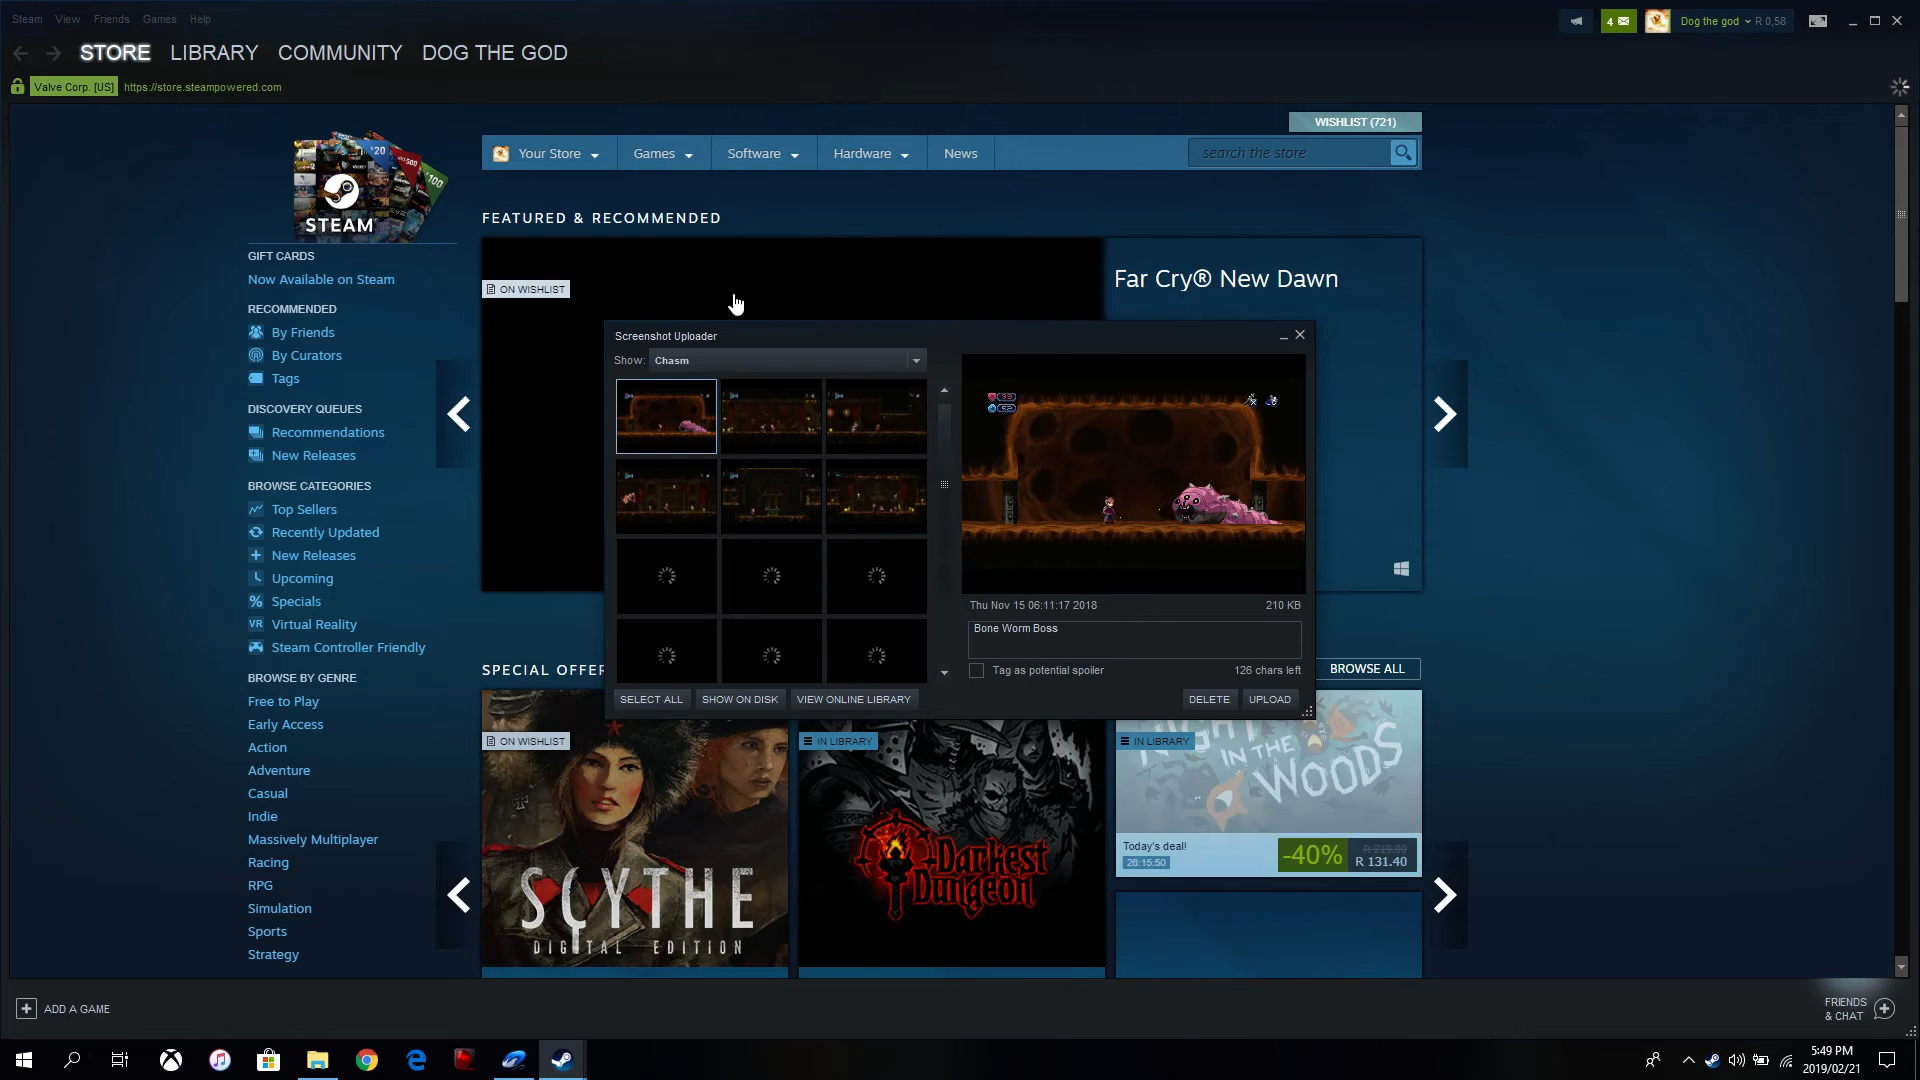 Steam View Friends Games Help
4
Dog the god R 0,58
STORE LIBRARY COMMUNITY DOG THE GOD
Valve Corp. [US] https://store.steampowered.com
WISHLIST (721)
Your Store Games Software Hardware News
search the store
$20 $500 $100
STEAM
GIFT CARDS
Now Available on Steam
RECOMMENDED
By Friends
By Curators
Tags
DISCOVERY QUEUES
Recommendations
New Releases
BROWSE CATEGORIES
Top Sellers
Recently Updated
New Releases
Upcoming
Specials
VR Virtual Reality
Steam Controller Friendly
BROWSE BY GENRE
Free to Play
Early Access
Action
Adventure
Casual
Indie
Massively Multiplayer
Racing
RPG
Simulation
Sports
Strategy
FEATURED & RECOMMENDED
ON WISHLIST
Far Cry® New Dawn
Screenshot Uploader
Show: Chasm
Thu Nov 15 06:11:17 2018 210 KB
Bone Worm Boss
Tag as potential spoiler 126 chars left
SELECT ALL SHOW ON DISK VIEW ONLINE LIBRARY DELETE UPLOAD
SPECIAL OFFER
BROWSE ALL
ON WISHLIST
SCYTHE
DIGITAL EDITION
IN LIBRARY
Darkest
Dungeon
IN LIBRARY
NIGHT
IN THE
WOODS
Today's deal!
26:15:50
-40%
R 219.00
R 131.40
ADD A GAME
FRIENDS
& CHAT
5:49 PM
2019/02/21